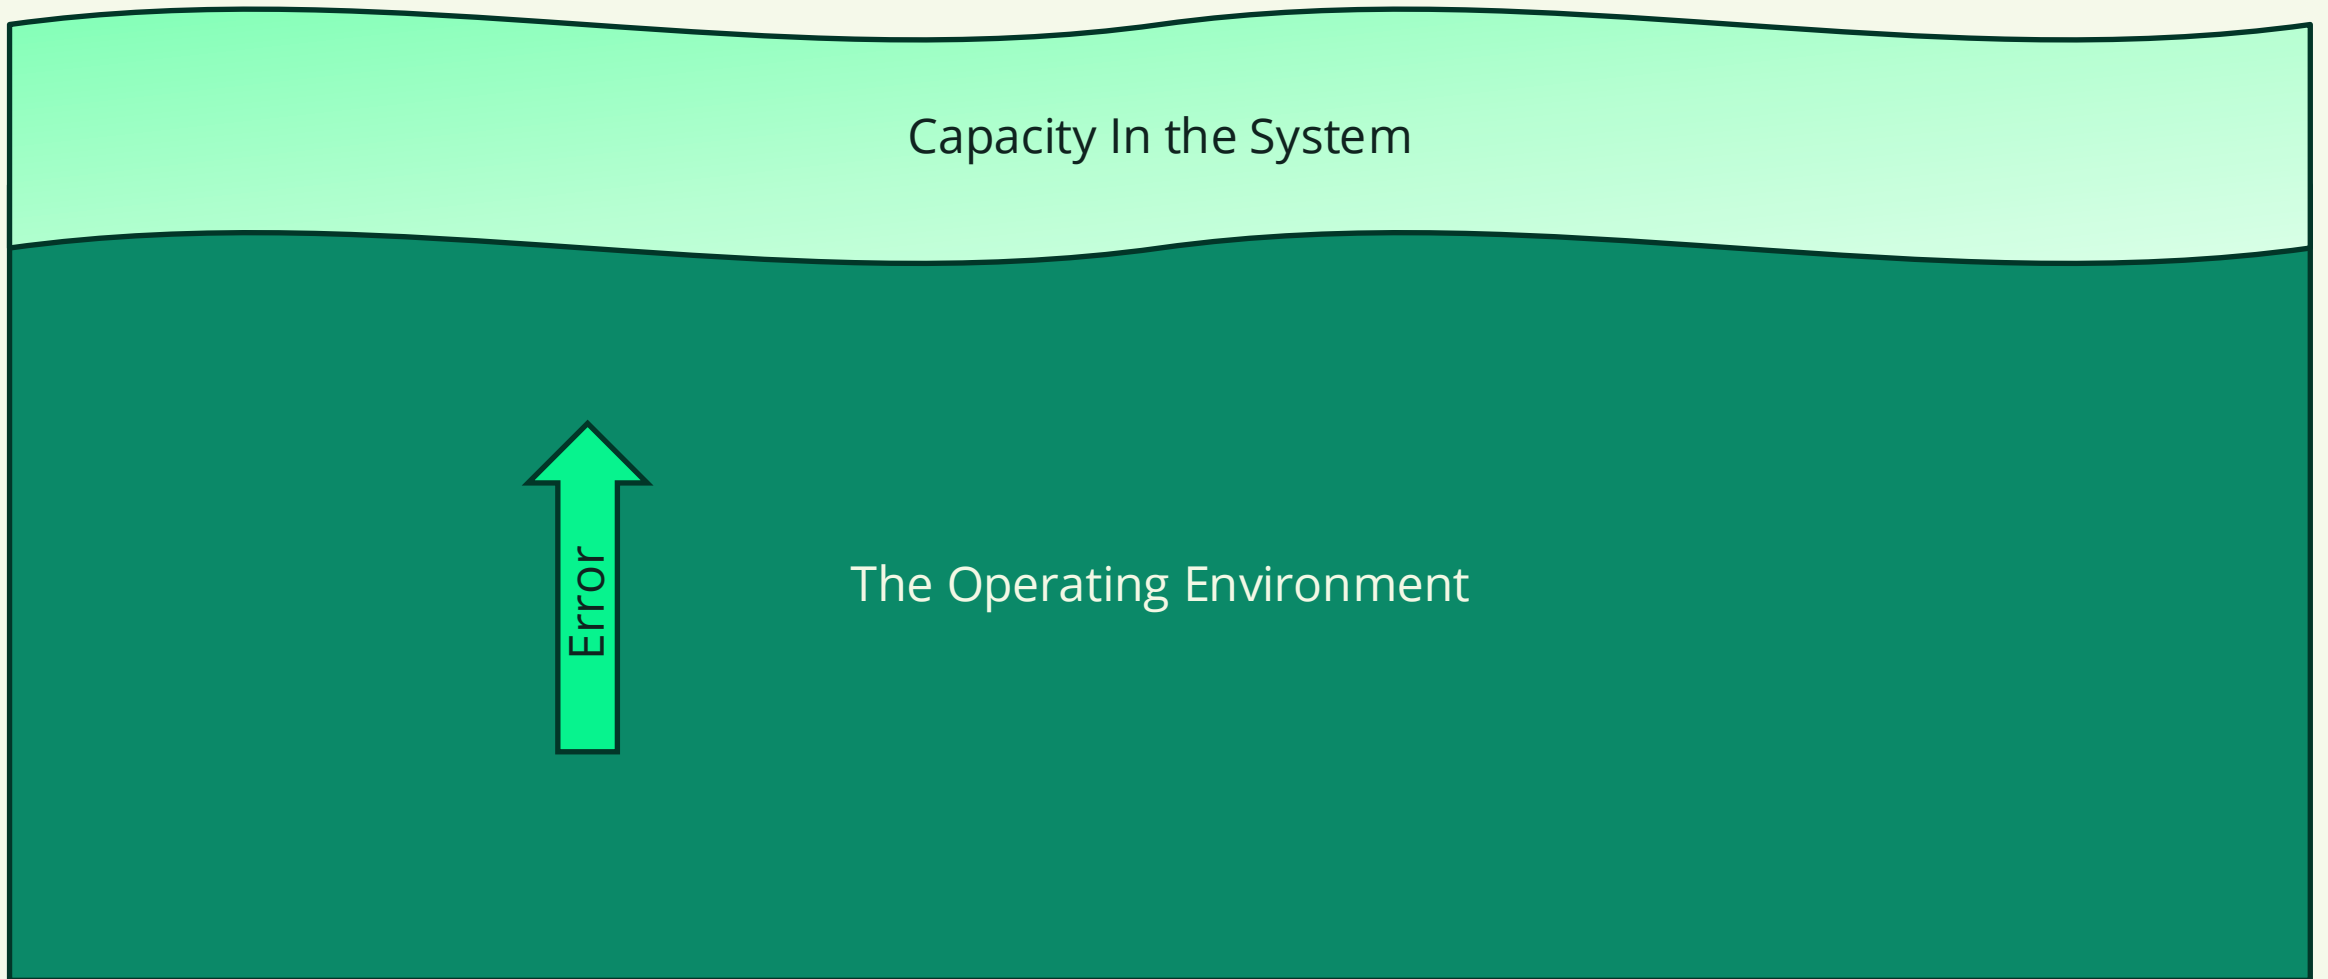 Capacity In the System
Error
The Operating Environment